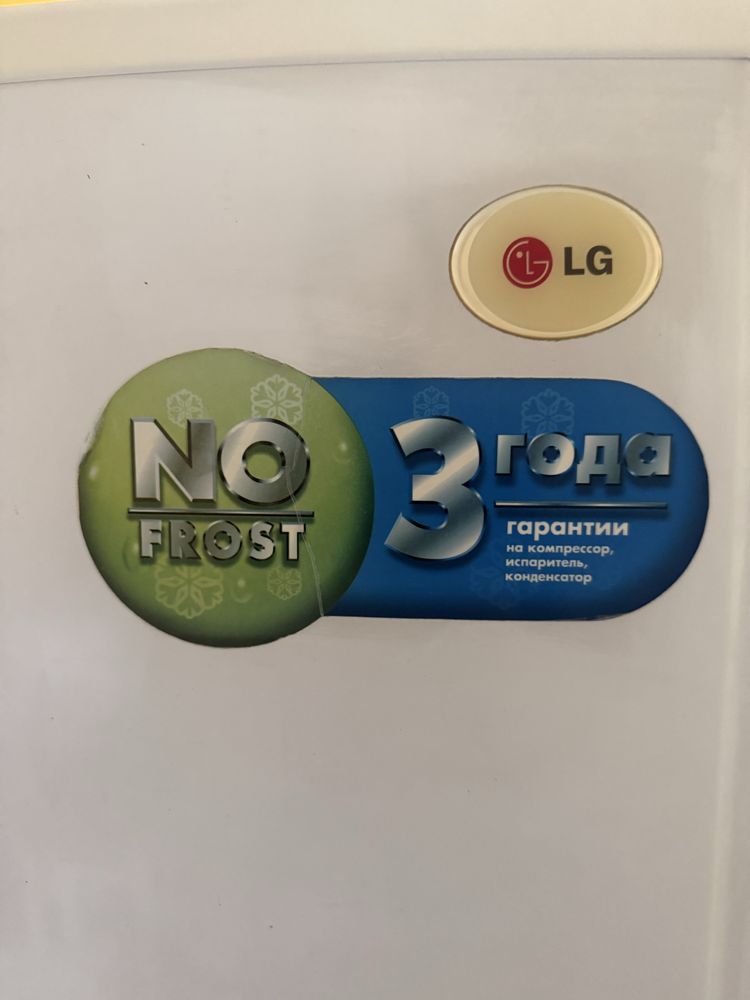 LG
NO
FROST
3 года
гарантии
на компрессор,
испаритель,
конденсатор